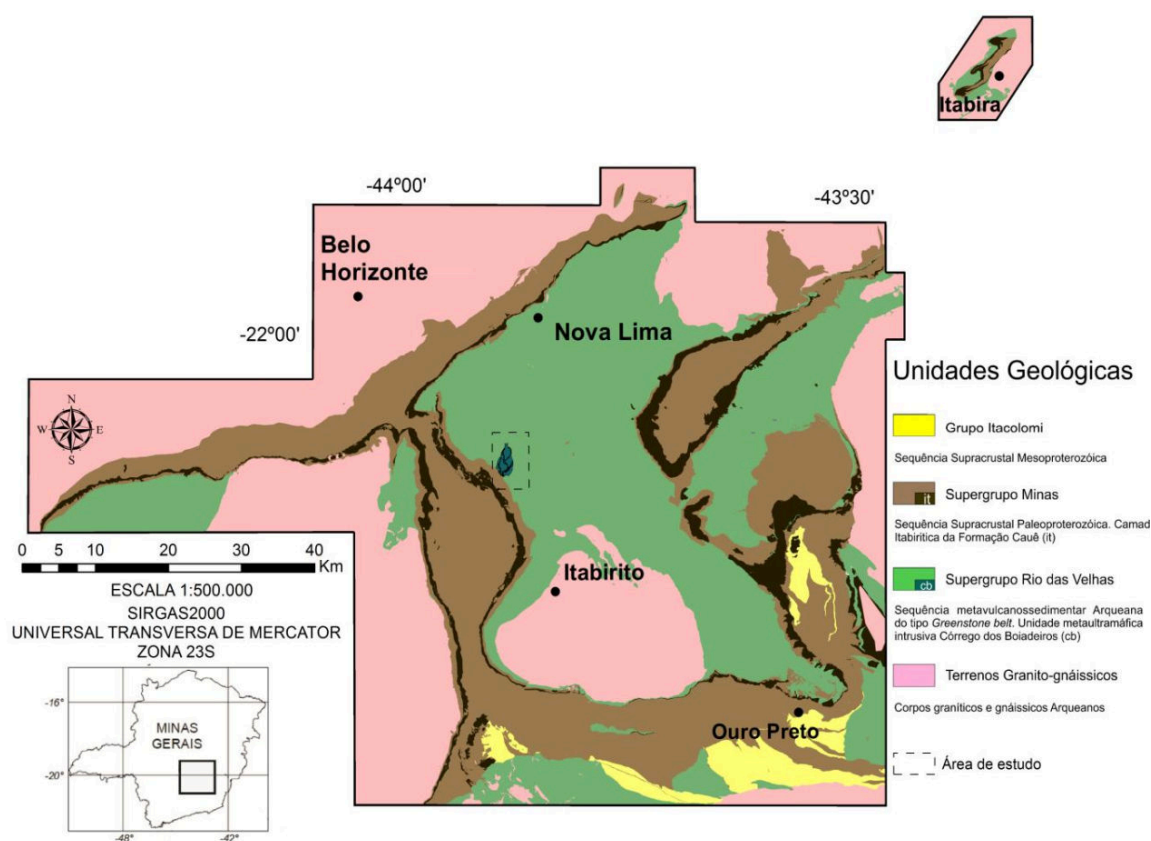 Itabira
-44º00'
-43º30'
Belo
Horizonte
-22º00'
Nova Lima
N
W
E
S
0 5 10 20 30 40
Km
ESCALA 1:500.000
SIRGAS2000
UNIVERSAL TRANSVERSA DE MERCATOR
ZONA 23S
Itabirito
Ouro Preto
-16°
-20°
MINAS
GERAIS
-48°
-42°
Unidades Geológicas
Grupo Itacolomi
Sequência Supracrustal Mesoproterozóica
it
Supergrupo Minas
Sequência Supracrustal Paleoproterozóica. Camad
Itabiritica da Formação Cauê (it)
cb
Supergrupo Rio das Velhas
Sequência metavulcanossedimentar Arqueana
do tipo Greenstone belt. Unidade metaultramáfica
intrusiva Córrego dos Boiadeiros (cb)
Terrenos Granito-gnáissicos
Corpos graníticos e gnáissicos Arqueanos
Área de estudo